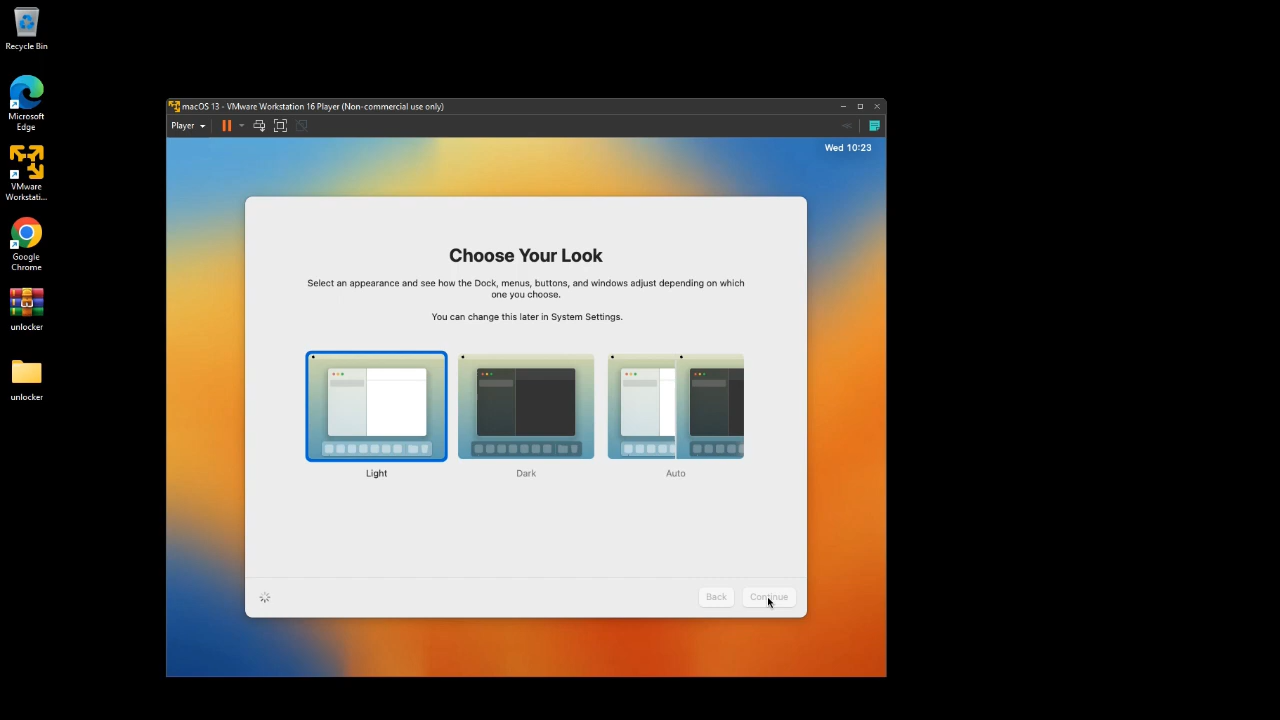 Recycle Bin
Microsoft
Edge
VMware
Workstati...
Google
Chrome
unlocker
unlocker
macOS 13 - VMware Workstation 16 Player (Non-commercial use only)
Player
Wed 10:23
Choose Your Look
Select an appearance and see how the Dock, menus, buttons, and windows adjust depending on which
one you choose.
You can change this later in System Settings.
Light
Dark
Auto
Back
Continue